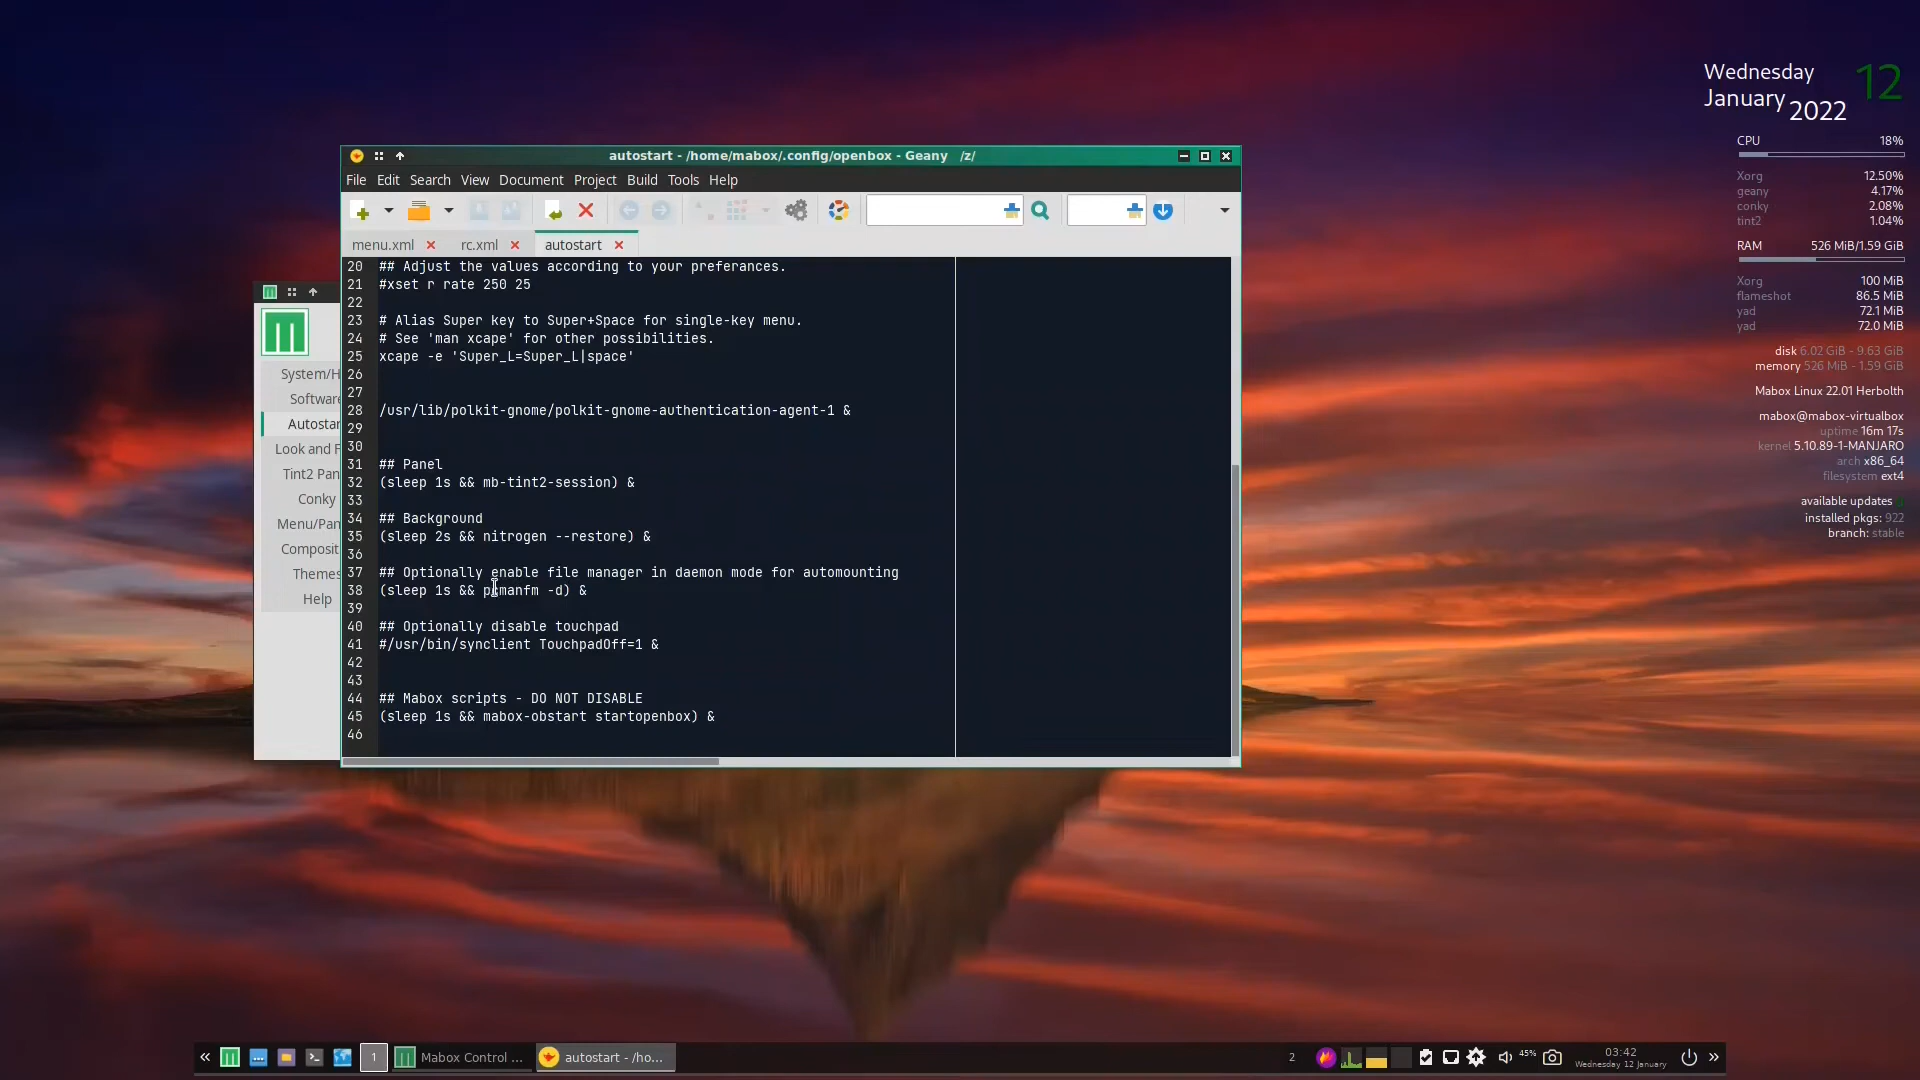 Wednesday 12
January 2022
CPU 18%
Xorg 12.50%
geany 4.17%
conky 2.08%
tint2 1.04%
RAM 526 MiB/1.59 GiB
Xorg 100 MiB
flameshot 86.5 MiB
yad 72.1 MiB
yad 72.0 MiB
disk 6.02 GiB - 9.63 GiB
memory 526 MiB - 1.59 GiB
Mabox Linux 22.01 Herbolth
mabox@mabox-virtualbox
uptime 16m 17s
kernel 5.10.89-1-MANJARO
arch x86_64
filesystem ext4
available updates
installed pkgs: 922
branch: stable
autostart - /home/mabox/.config/openbox - Geany /z/
File Edit Search View Document Project Build Tools Help
menu.xml rc.xml autostart
20 ## Adjust the values according to your preferances.
21 #xset r rate 250 25
22
23 # Alias Super key to Super+Space for single-key menu.
24 # See 'man xcape' for other possibilities.
25 xcape -e 'Super_L=Super_L|space'
26
27
28 /usr/lib/polkit-gnome/polkit-gnome-authentication-agent-1 &
29
30
31 ## Panel
32 (sleep 1s && mb-tint2-session) &
33
34 ## Background
35 (sleep 2s && nitrogen --restore) &
36
37 ## Optionally enable file manager in daemon mode for automounting
38 (sleep 1s && pcmanfm -d) &
39
40 ## Optionally disable touchpad
41 #/usr/bin/synclient TouchpadOff=1 &
42
43
44 ## Mabox scripts - DO NOT DISABLE
45 (sleep 1s && mabox-obstart startopenbox) &
46
System/H
Software
Autostar
Look and F
Tint2 Pan
Conky
Menu/Pan
Composit
Themes
Help
1 Mabox Control ... autostart - /ho...
2 45% 03:42
Wednesday 12 January